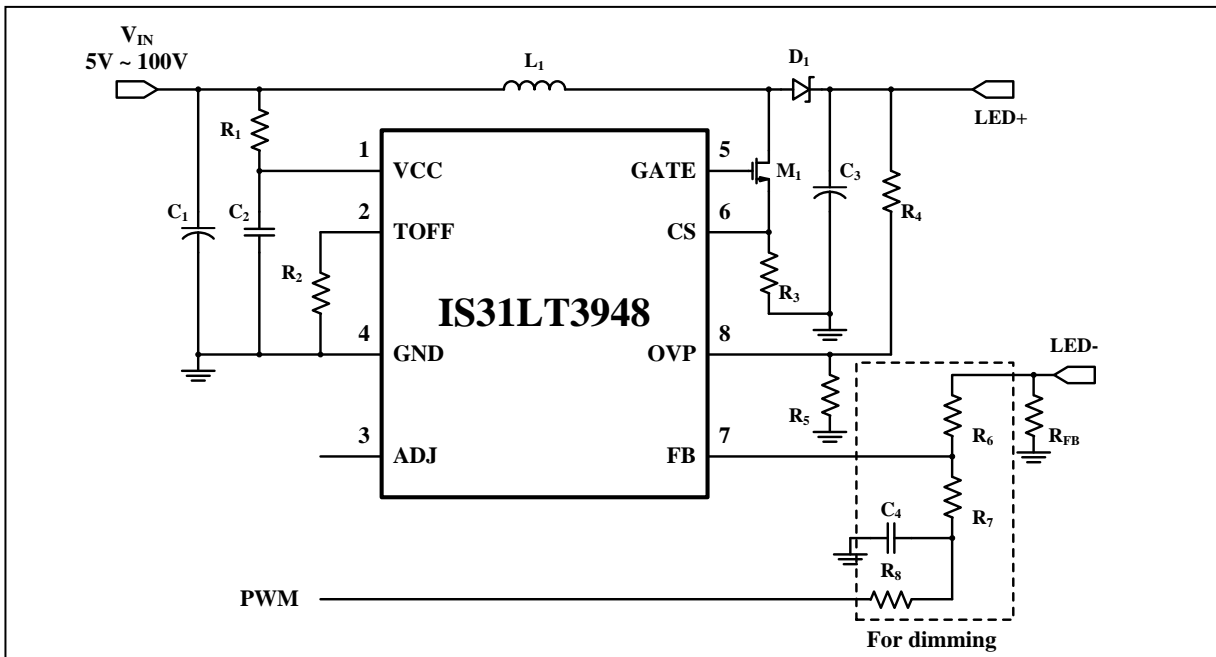 V_IN
5V ~ 100V
L₁
D₁
LED+
R₁
1
VCC
5
GATE
M₁
C₃
R₄
C₁
C₂
2
TOFF
6
CS
R₂
R₃
IS31LT3948
4
GND
8
OVP
LED-
R₅
R₆
R_FB
3
ADJ
7
FB
R₇
C₄
R₈
PWM
For dimming